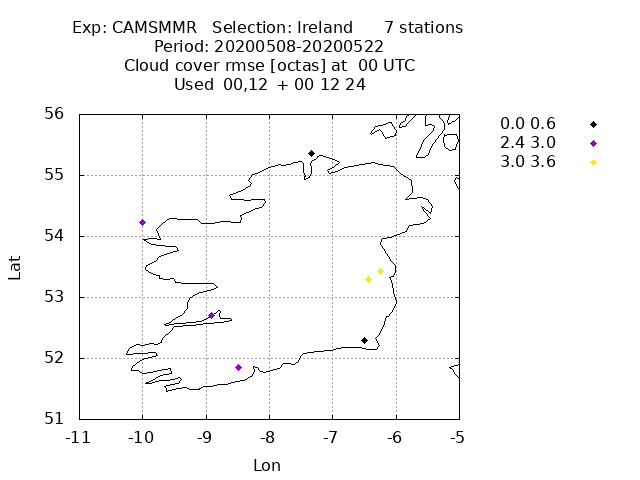 Exp: CAMSMMR Selection: Ireland 7 stations
Period: 20200508-20200522
Cloud cover rmse [octas] at 00 UTC
Used 00,12 + 00 12 24
56
55
54
53
52
51
Lat
-11 -10 -9 -8 -7 -6 -5
Lon
0.0 0.6
2.4 3.0
3.0 3.6